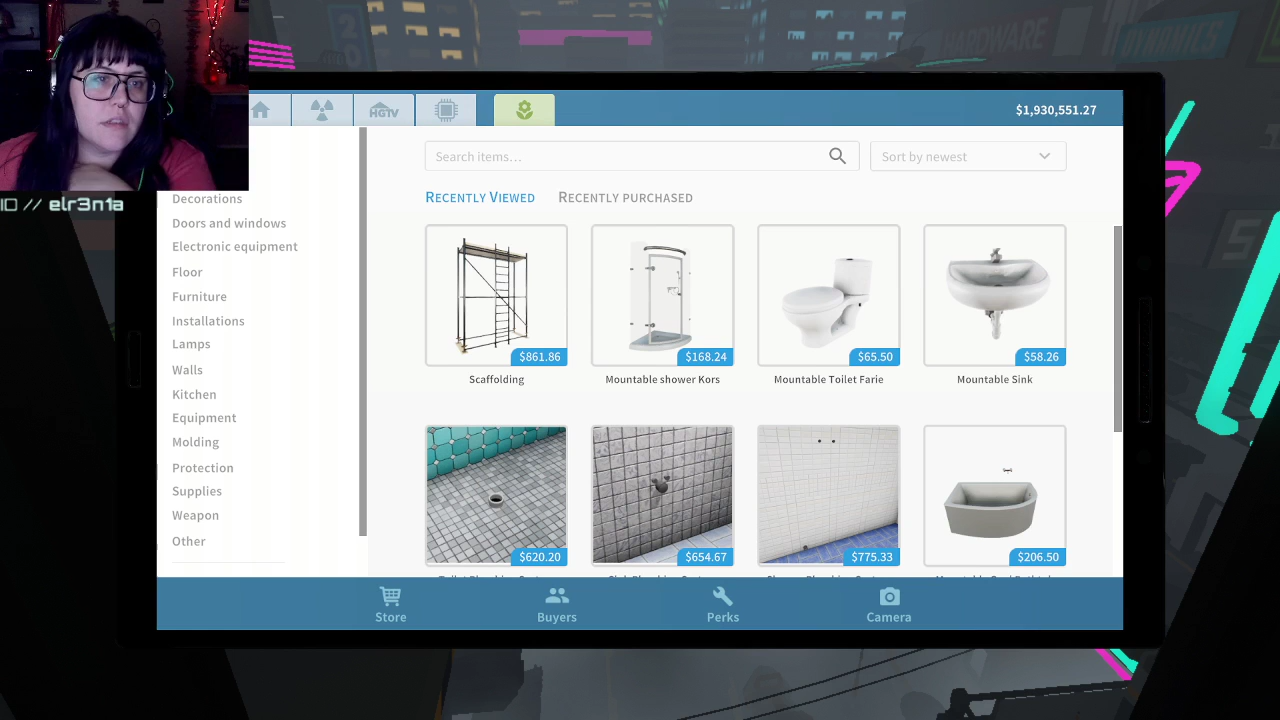 20
HARDWARE
DYNAMICS
HGTV
$1,930,551.27
Search items...
Sort by newest
ID // elr3n1a
RECENTLY VIEWED
RECENTLY PURCHASED
Decorations
Doors and windows
Electronic equipment
Floor
Furniture
Installations
Lamps
Walls
Kitchen
Equipment
Molding
Protection
Supplies
Weapon
Other
$861.86
$168.24
$65.50
$58.26
Scaffolding
Mountable shower Kors
Mountable Toilet Farie
Mountable Sink
$620.20
$654.67
$775.33
$206.50
Store
Buyers
Perks
Camera